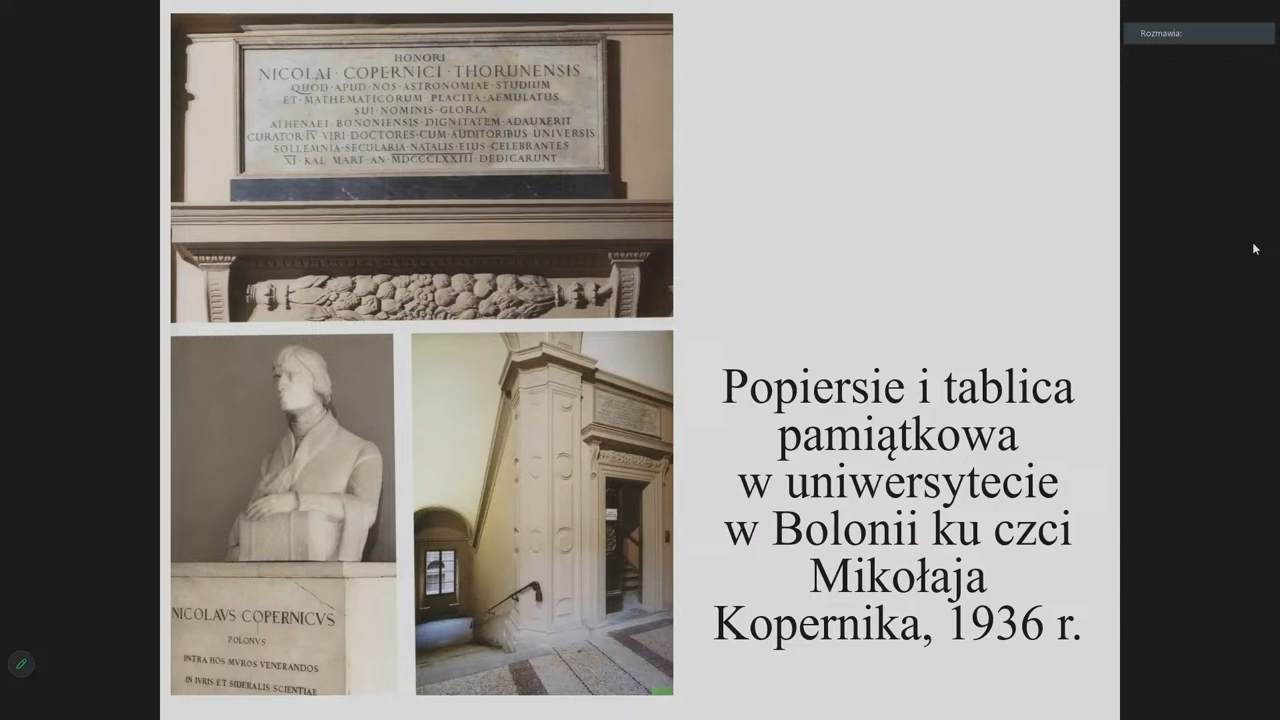 HONORI
NICOLAI · COPERNICI · THORUNENSIS
QUOD · APUD · NOS · ASTRONOMIAE · STUDIUM
ET · MATHEMATICORUM PLACITA · AEMULATUS
SUI · NOMINIS · GLORIA
ATHENAEI BONONIENSIS DIGNITATEM · ADAUXERIT
CURATOR · IV VIRI · DOCTORES · CUM · AUDITORIBUS · UNIVERSIS
SOLLEMNIA · SECULARIA · NATALIS · EIUS · CELEBRANTES
XI · KAL MART · AN · MDCCCLXXIII DEDICARUNT
NICOLAVS COPERNICVS
POLONVS
INTRA HOS MVROS VENERANDOS
IN IVRIS ET SIDERALIS SCIENTIAE
Popiersie i tablica
pamiątkowa
w uniwersytecie
w Bolonii ku czci
Mikołaja
Kopernika, 1936 r.
Rozmawia: